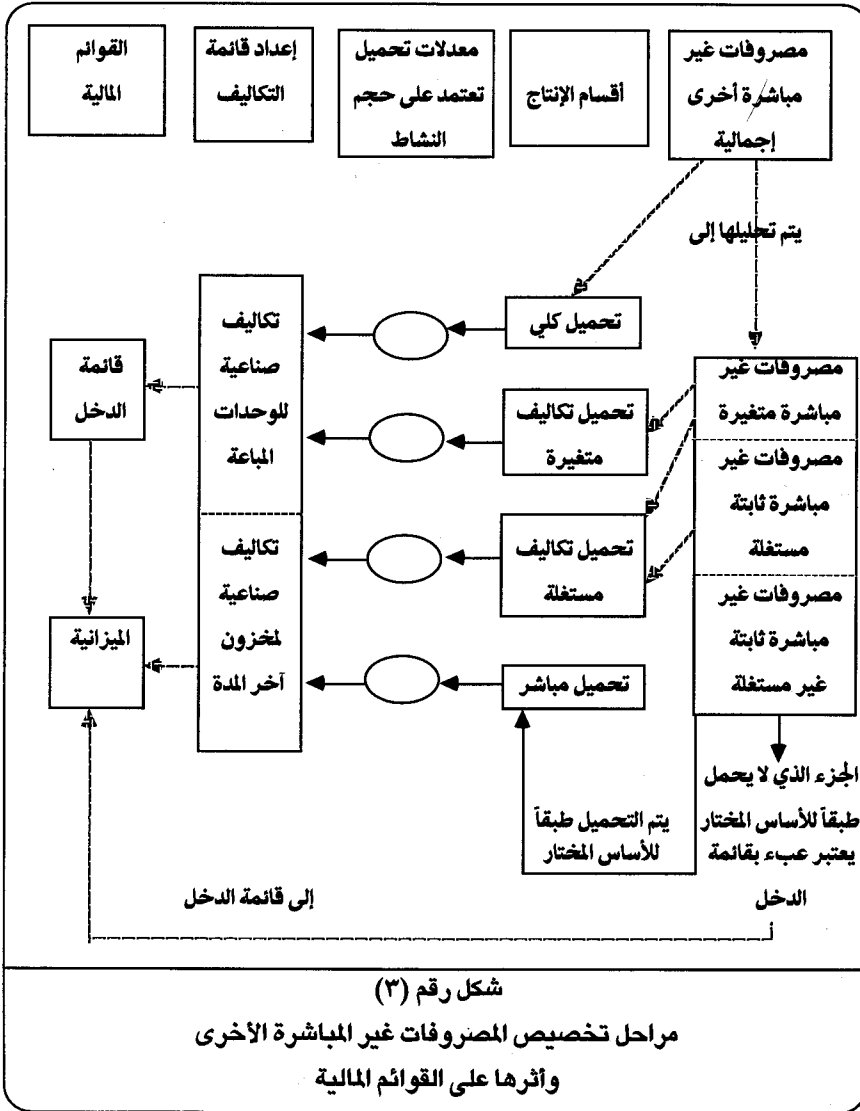 مصروفات غير
مباشرة أخرى
إجمالية
أقسام الإنتاج
معدلات تحميل
تعتمد على حجم
النشاط
إعداد قائمة
التكاليف
القوائم
المالية
يتم تحليلها إلى
تحميل كلي
مصروفات غير
مباشرة متغيرة
مصروفات غير
مباشرة ثابتة
مستغلة
مصروفات غير
مباشرة ثابتة
غير مستغلة
تحميل تكاليف
متغيرة
تحميل تكاليف
مستغلة
تحميل مباشر
تكاليف
صناعية
للوحدات
المباعة
تكاليف
صناعية
لمخزون
آخر المدة
قائمة
الدخل
الميزانية
الجزء الذي لا يحمل
طبقاً للأساس المختار
يعتبر عبء بقائمة
الدخل
يتم التحميل طبقاً
للأساس المختار
إلى قائمة الدخل
شكل رقم (٣)
مراحل تخصيص المصروفات غير المباشرة الأخرى
وأثرها على القوائم المالية